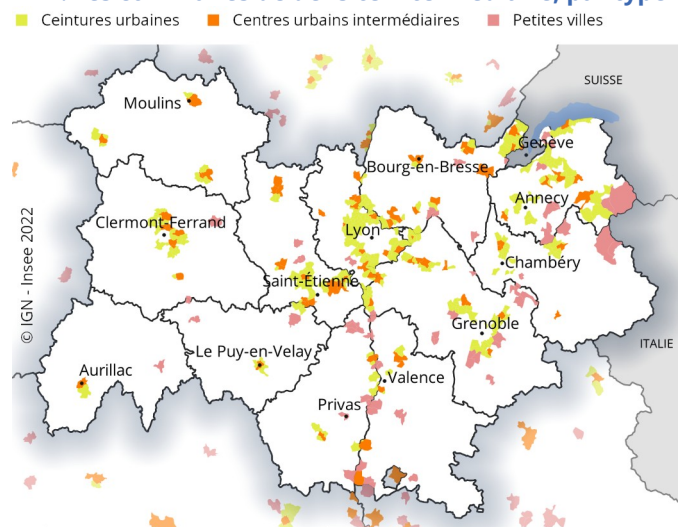 Ceintures urbaines
Centres urbains intermédiaires
Petites villes
SUISSE
Moulins
Genève
Bourg-en-Bresse
Annecy
Clermont-Ferrand
Lyon
Chambéry
Saint-Étienne
© IGN - Insee 2022
Grenoble
ITALIE
Le Puy-en-Velay
Aurillac
Valence
Privas